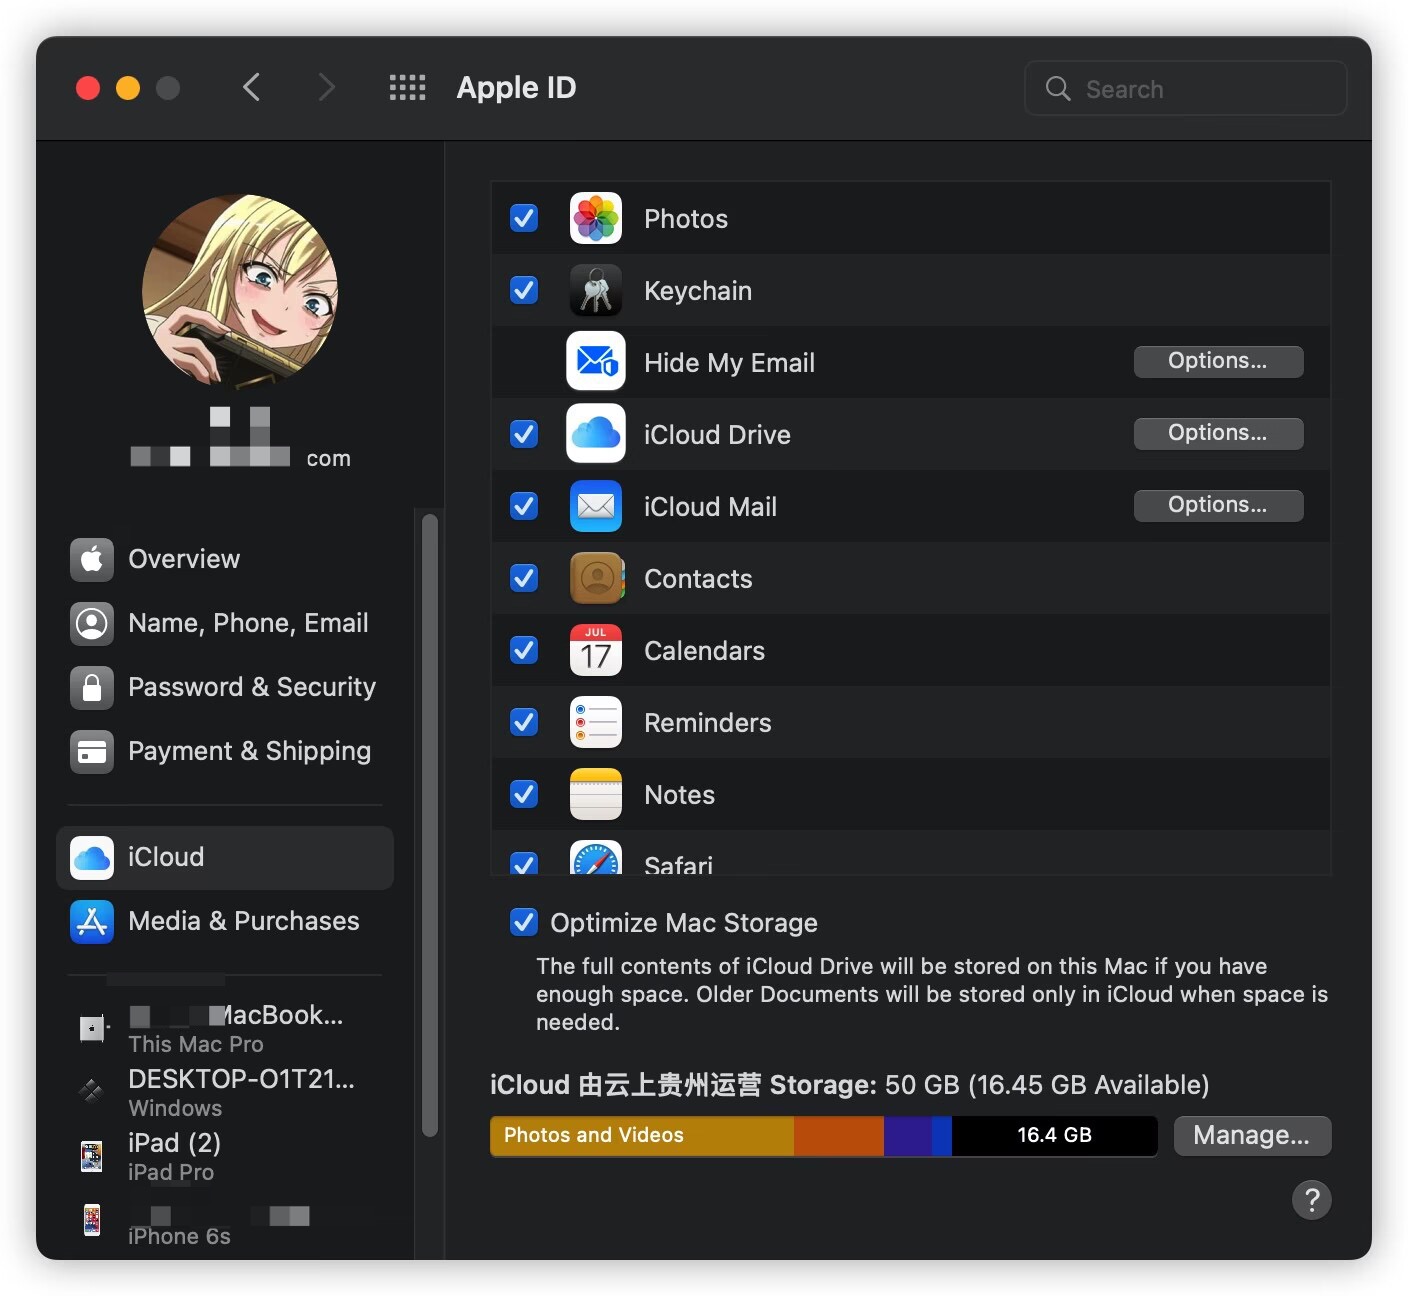 Apple ID
Search
com
Overview
Name, Phone, Email
Password & Security
Payment & Shipping
iCloud
Media & Purchases
MacBook...
This Mac Pro
DESKTOP-O1T21...
Windows
iPad (2)
iPad Pro
iPhone 6s
Photos
Keychain
Hide My Email
Options...
iCloud Drive
Options...
iCloud Mail
Options...
Contacts
JUL
17
Calendars
Reminders
Notes
Safari
Optimize Mac Storage
The full contents of iCloud Drive will be stored on this Mac if you have
enough space. Older Documents will be stored only in iCloud when space is
needed.
iCloud 由云上贵州运营 Storage: 50 GB (16.45 GB Available)
Photos and Videos
16.4 GB
Manage...
?